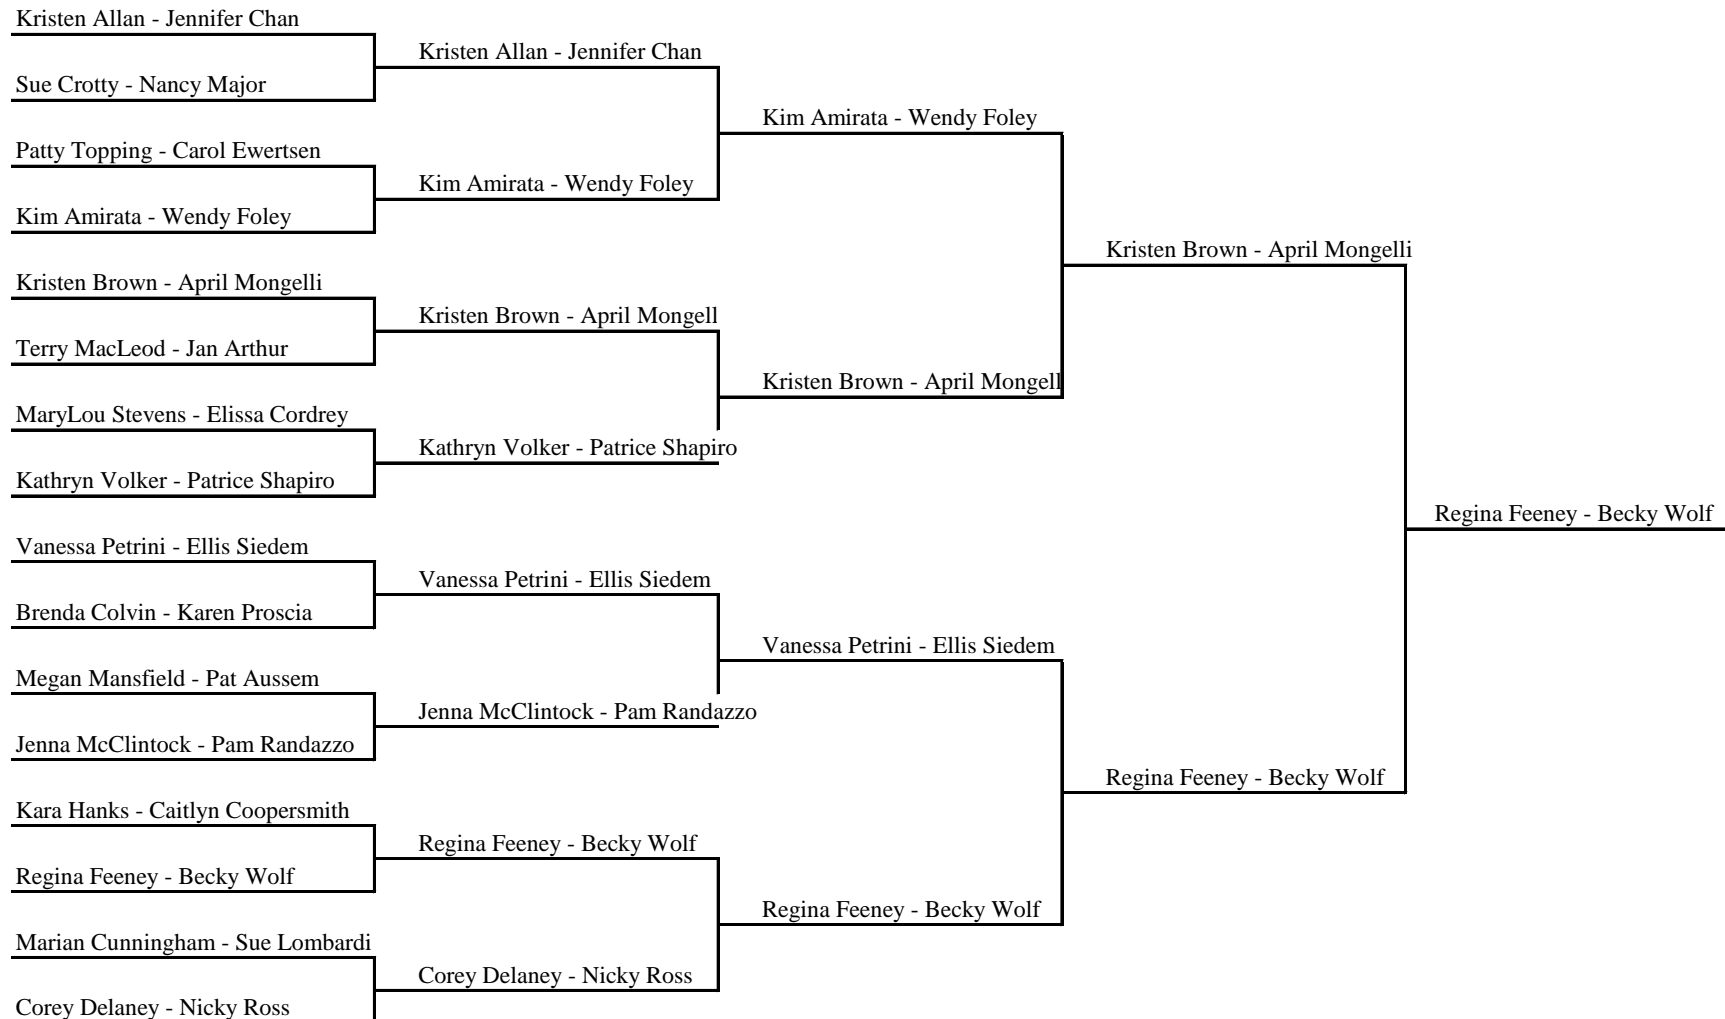 Kristen Allan - Jennifer Chan
Kristen Allan - Jennifer Chan
Sue Crotty - Nancy Major
Kim Amirata - Wendy Foley
Patty Topping - Carol Ewertsen
Kim Amirata - Wendy Foley
Kim Amirata - Wendy Foley
Kristen Brown - April Mongelli
Kristen Brown - April Mongelli
Kristen Brown - April Mongell
Terry MacLeod - Jan Arthur
Kristen Brown - April Mongell
MaryLou Stevens - Elissa Cordrey
Kathryn Volker - Patrice Shapiro
Kathryn Volker - Patrice Shapiro
Regina Feeney - Becky Wolf
Vanessa Petrini - Ellis Siedem
Vanessa Petrini - Ellis Siedem
Brenda Colvin - Karen Proscia
Vanessa Petrini - Ellis Siedem
Megan Mansfield - Pat Aussem
Jenna McClintock - Pam Randazzo
Jenna McClintock - Pam Randazzo
Regina Feeney - Becky Wolf
Kara Hanks - Caitlyn Coopersmith
Regina Feeney - Becky Wolf
Regina Feeney - Becky Wolf
Regina Feeney - Becky Wolf
Marian Cunningham - Sue Lombardi
Corey Delaney - Nicky Ross
Corey Delaney - Nicky Ross